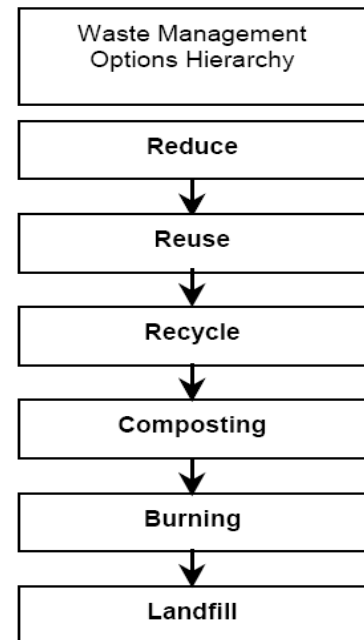 Waste Management
Options Hierarchy
Reduce
Reuse
Recycle
Composting
Burning
Landfill